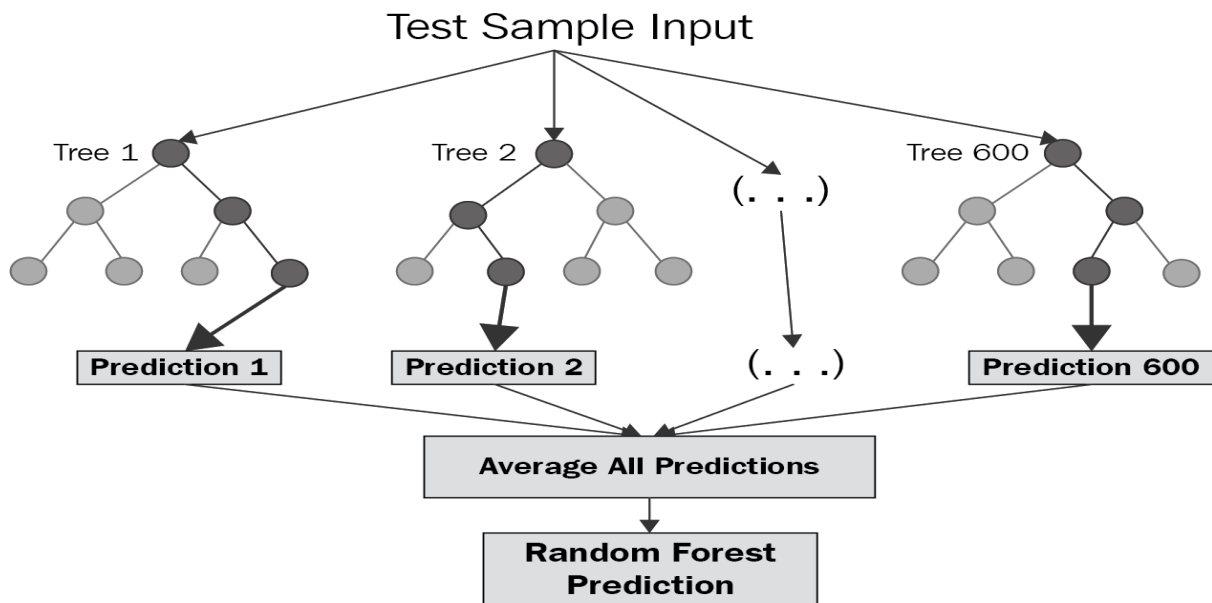 Test Sample Input
Tree 1
Tree 2
Tree 600
(. . .)
Prediction 1
Prediction 2
(. . .)
Prediction 600
Average All Predictions
Random Forest
Prediction